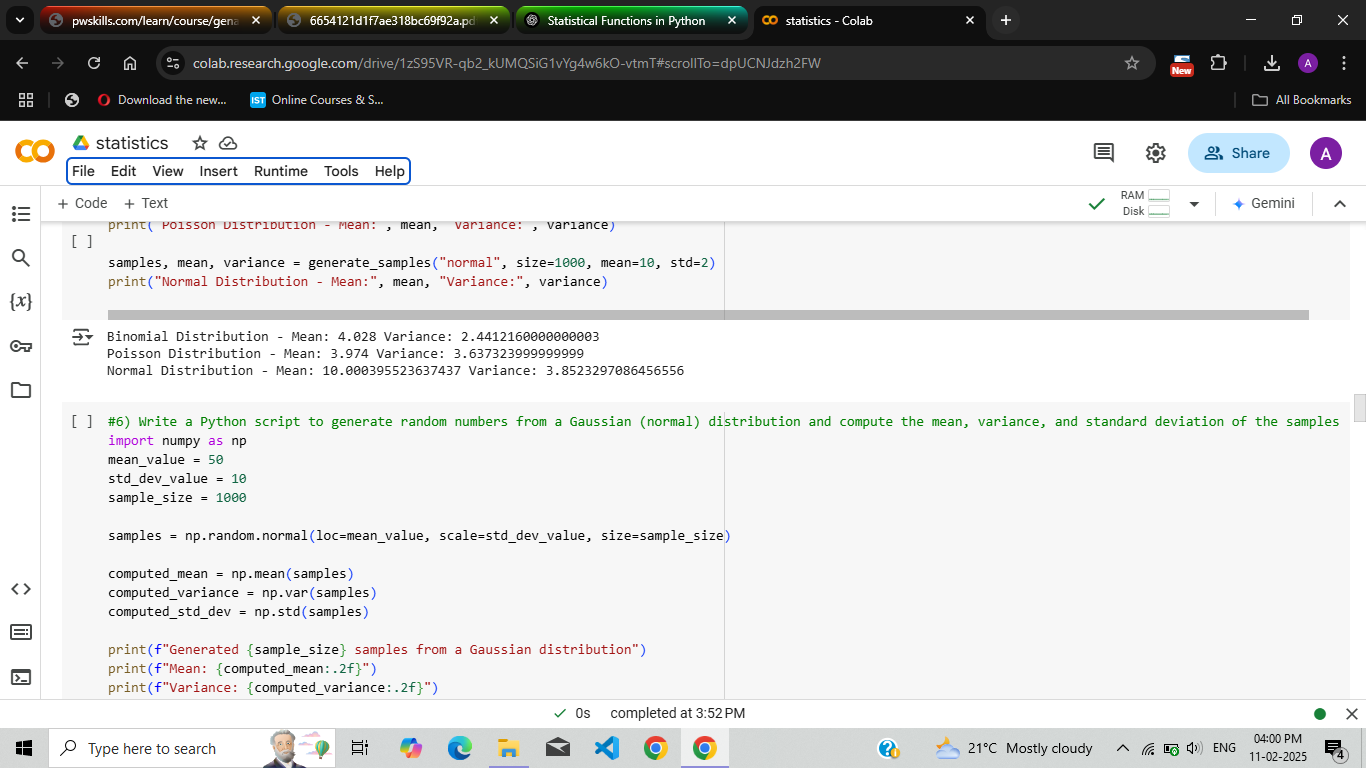 pwskills.com/learn/course/gena
6654121d1f7ae318bc69f92a.pd
Statistical Functions in Python
statistics - Colab
colab.research.google.com/drive/1zS95VR-qb2_kUMQSiG1vYg4w6kO-vtmT#scrollTo=dpUCNJdzh2FW
New
A
Download the new...
IST
Online Courses & S...
All Bookmarks
statistics
File Edit View Insert Runtime Tools Help
Share
A
+ Code + Text
RAM
Disk
Gemini
print("Poisson Distribution - Mean:", mean, "Variance:", variance)
[ ]
samples, mean, variance = generate_samples("normal", size=1000, mean=10, std=2)
print("Normal Distribution - Mean:", mean, "Variance:", variance)
Binomial Distribution - Mean: 4.028 Variance: 2.4412160000000003
Poisson Distribution - Mean: 3.974 Variance: 3.637323999999999
Normal Distribution - Mean: 10.000395523637437 Variance: 3.8523297086456556
[ ] #6) Write a Python script to generate random numbers from a Gaussian (normal) distribution and compute the mean, variance, and standard deviation of the samples
import numpy as np
mean_value = 50
std_dev_value = 10
sample_size = 1000
samples = np.random.normal(loc=mean_value, scale=std_dev_value, size=sample_size)
computed_mean = np.mean(samples)
computed_variance = np.var(samples)
computed_std_dev = np.std(samples)
print(f"Generated {sample_size} samples from a Gaussian distribution")
print(f"Mean: {computed_mean:.2f}")
print(f"Variance: {computed_variance:.2f}")
{x}
0s completed at 3:52 PM
Type here to search
21°C Mostly cloudy
ENG
04:00 PM
11-02-2025
4